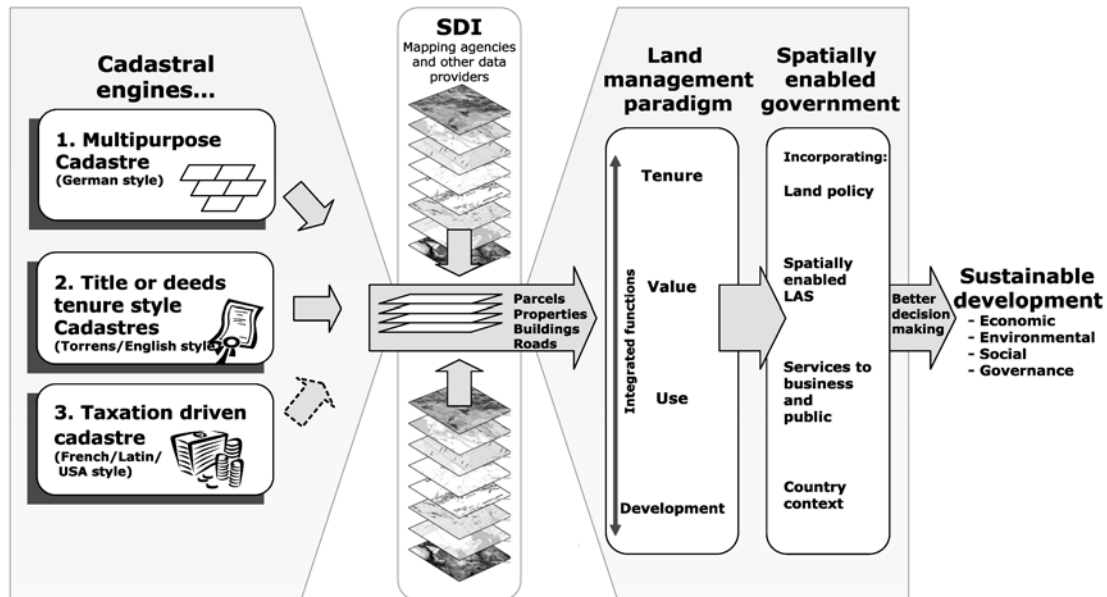 Cadastral
engines...
1. Multipurpose
Cadastre
(German style)
2. Title or deeds
tenure style
Cadastres
(Torrens/English style)
3. Taxation driven
cadastre
(French/Latin/
USA style)
SDI
Mapping agencies
and other data
providers
Parcels
Properties
Buildings
Roads
Land
management
paradigm
Integrated functions
Tenure
Value
Use
Development
Spatially
enabled
government
Incorporating:
Land policy
Spatially
enabled
LAS
Services to
business
and
public
Country
context
Better
decision
making
Sustainable
development
- Economic
- Environmental
- Social
- Governance